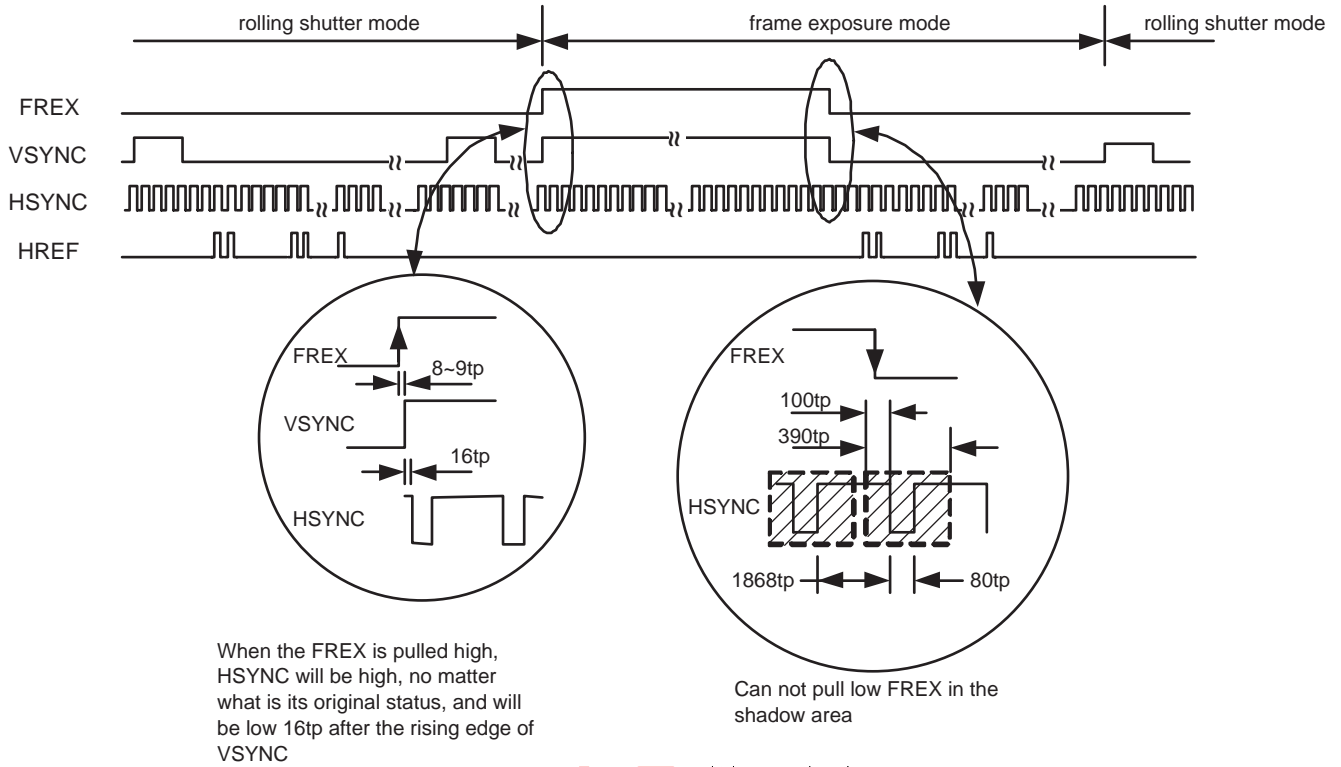 rolling shutter mode
frame exposure mode
rolling shutter mode
FREX
VSYNC
HSYNC
HREF
FREX
8~9tp
VSYNC
16tp
HSYNC
FREX
100tp
390tp
HSYNC
1868tp
80tp
When the FREX is pulled high,
HSYNC will be high, no matter
what is its original status, and will
be low 16tp after the rising edge of
VSYNC
Can not pull low FREX in the
shadow area